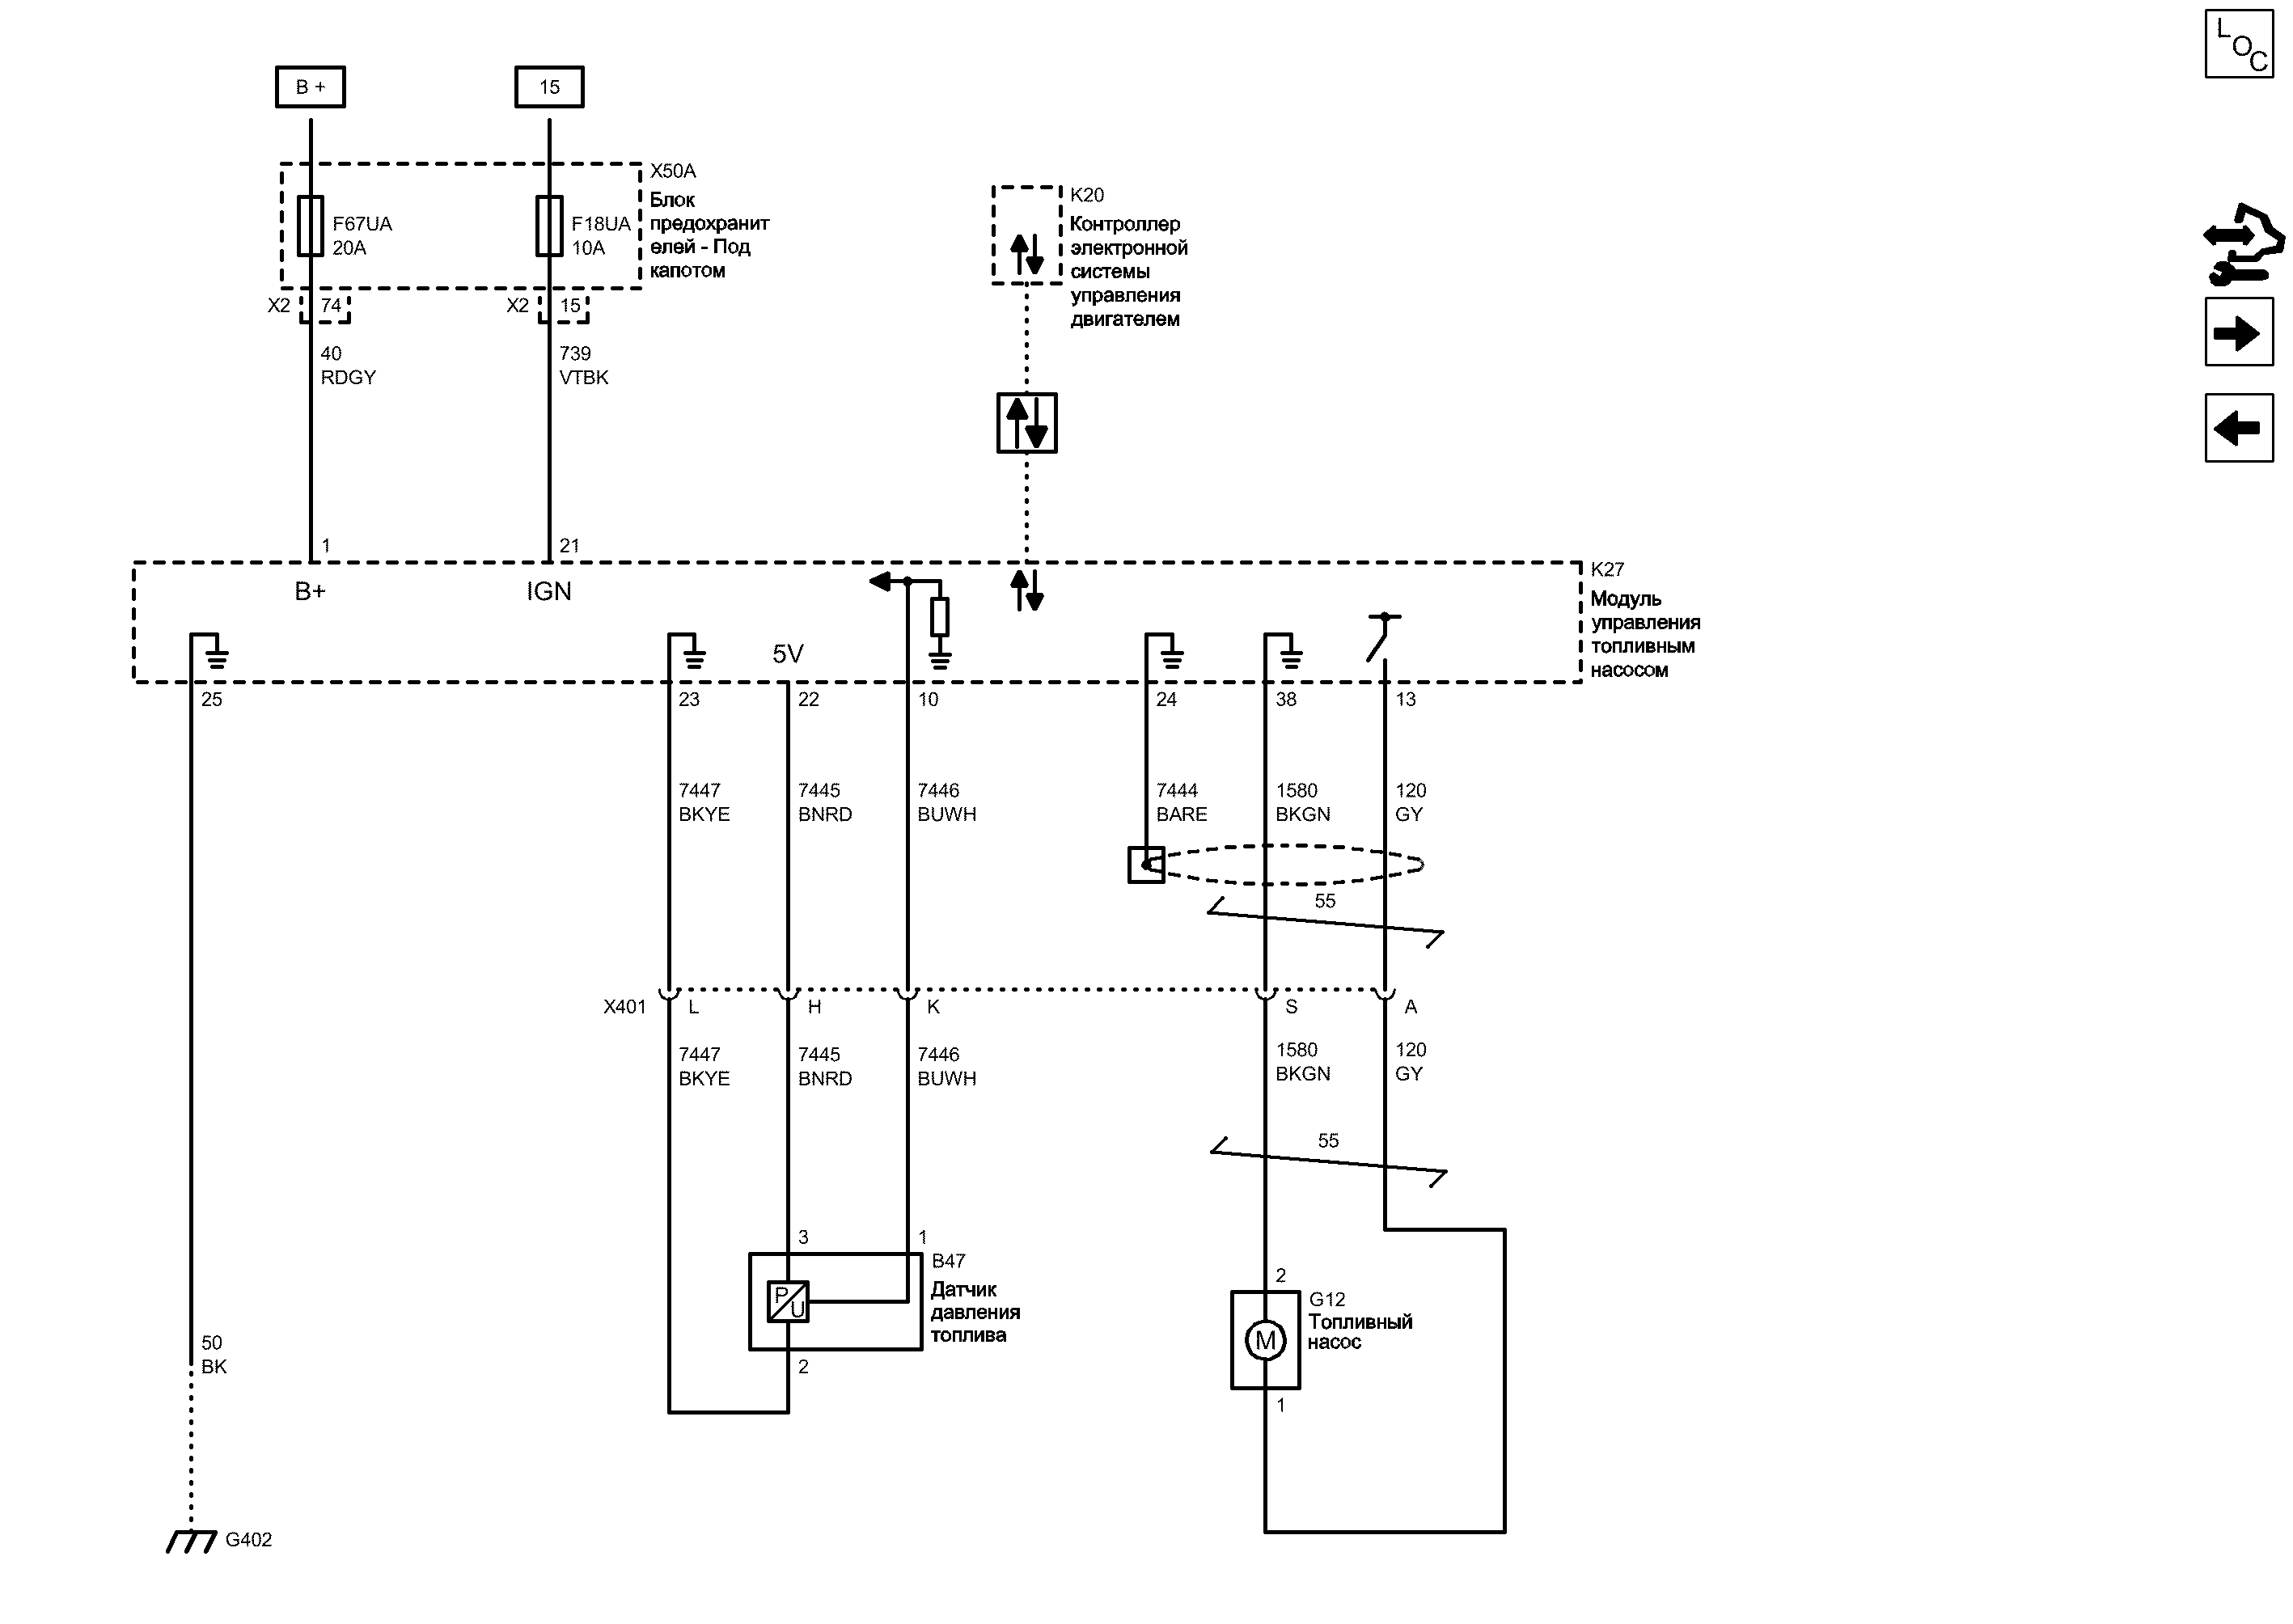 LOC
B +
15
X50A
Блок
предохранит
елей - Под
капотом
F67UA
20A
F18UA
10A
X2
74
X2
15
40
RDGY
739
VTBK
K20
Контроллер
электронной
системы
управления
двигателем
1
21
B+
IGN
5V
K27
Модуль
управления
топливным
насосом
25
23
22
10
24
38
13
7447
BKYE
7445
BNRD
7446
BUWH
7444
BARE
1580
BKGN
120
GY
55
X401
L
H
K
S
A
7447
BKYE
7445
BNRD
7446
BUWH
1580
BKGN
120
GY
55
3
1
B47
Датчик
давления
топлива
P
U
2
2
G12
Топливный
насос
M
1
50
BK
G402